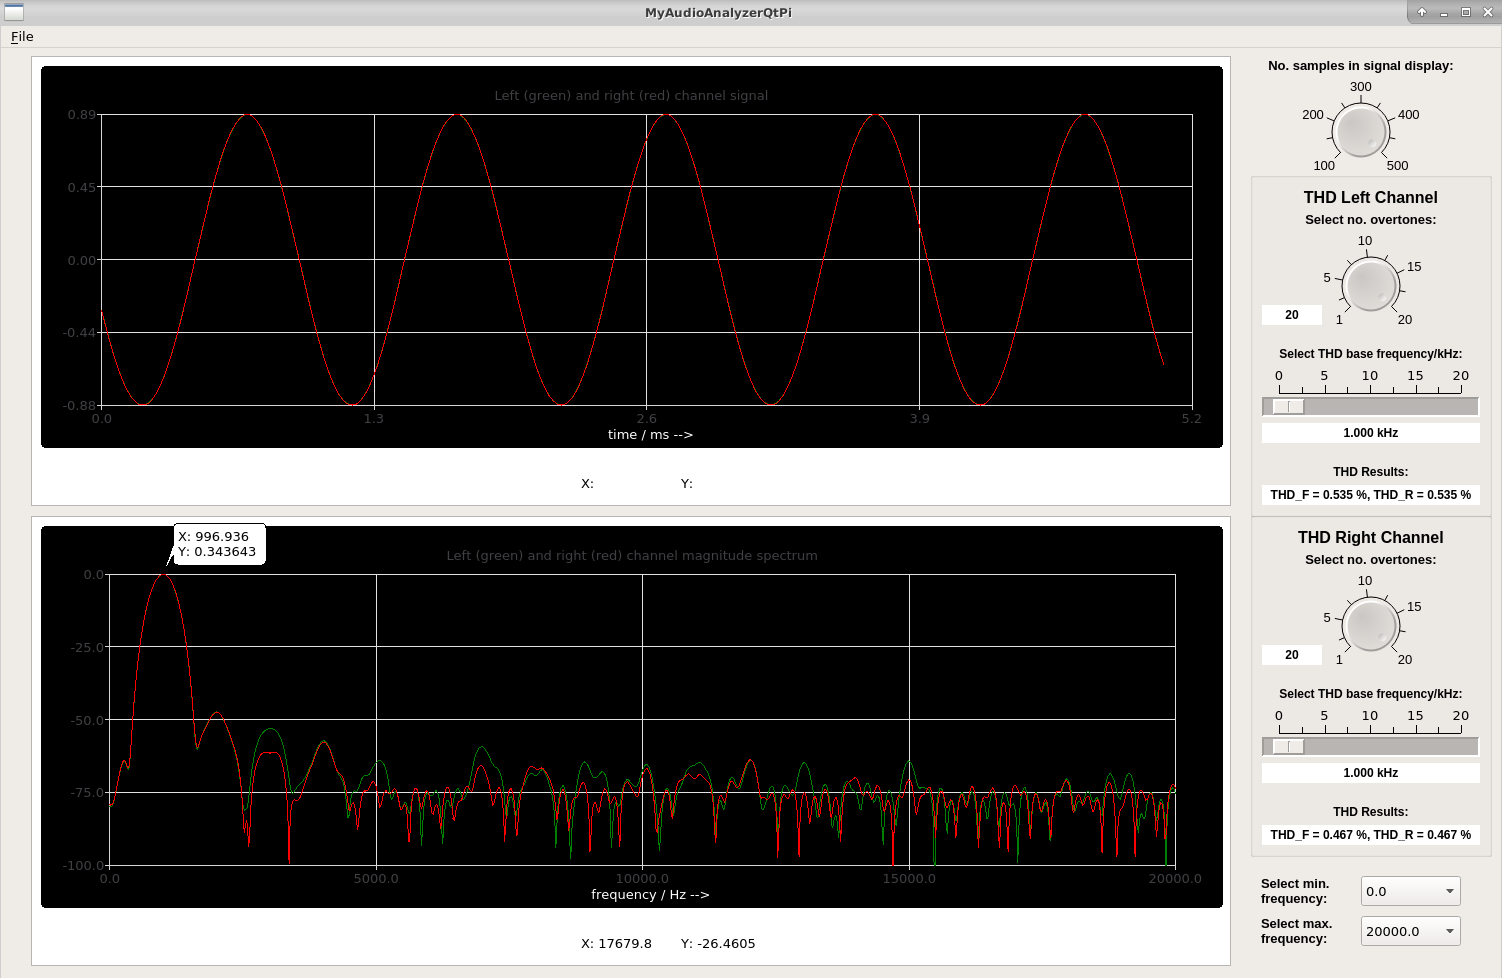 MyAudioAnalyzerQtPi
File
Left (green) and right (red) channel signal
0.89
0.45
0.00
-0.44
-0.88
0.0 1.3 2.6 3.9 5.2
time / ms -->
X: Y:
X: 996.936
Y: 0.343643
Left (green) and right (red) channel magnitude spectrum
0.0
-25.0
-50.0
-75.0
-100.0
0.0 5000.0 10000.0 15000.0 20000.0
frequency / Hz -->
X: 17679.8 Y: -26.4605
No. samples in signal display:
300
200 400
100 500
THD Left Channel
Select no. overtones:
10
5 15
20 1 20
Select THD base frequency/kHz:
0 5 10 15 20
1.000 kHz
THD Results:
THD_F = 0.535 %, THD_R = 0.535 %
THD Right Channel
Select no. overtones:
10
5 15
20 1 20
Select THD base frequency/kHz:
0 5 10 15 20
1.000 kHz
THD Results:
THD_F = 0.467 %, THD_R = 0.467 %
Select min.
frequency:
0.0
Select max.
frequency:
20000.0